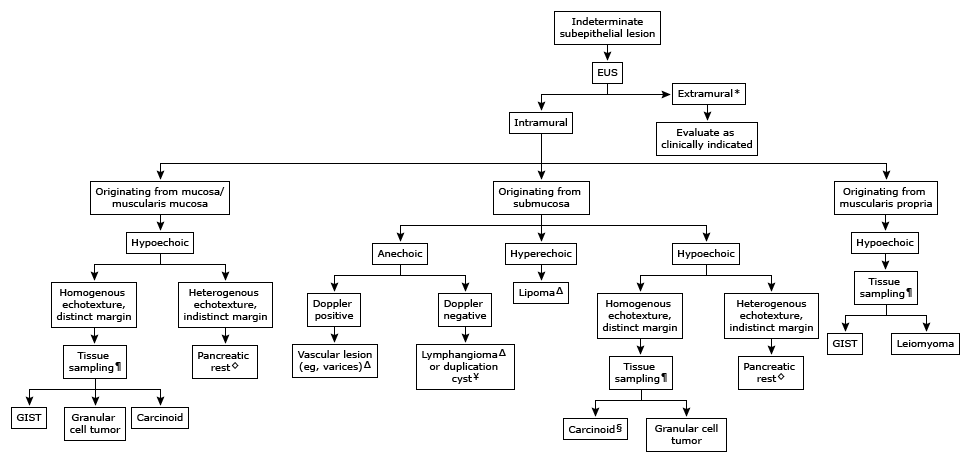 Indeterminate
subepithelial lesion
EUS
Extramural*
Intramural
Evaluate as
clinically indicated
Originating from mucosa/
muscularis mucosa
Originating from
submucosa
Originating from
muscularis propria
Hypoechoic
Anechoic
Hyperechoic
Hypoechoic
Hypoechoic
Homogenous
echotexture,
distinct margin
Heterogenous
echotexture,
indistinct margin
Doppler
positive
Doppler
negative
LipomaΔ
Homogenous
echotexture,
distinct margin
Heterogenous
echotexture,
indistinct margin
Tissue
sampling¶
Tissue
sampling¶
Pancreatic
rest◇
Vascular lesion
(eg, varices)Δ
LymphangiomaΔ
or duplication
cyst¥
Tissue
sampling¶
Pancreatic
rest◇
GIST
Leiomyoma
GIST
Granular
cell tumor
Carcinoid
Carcinoid§
Granular cell
tumor